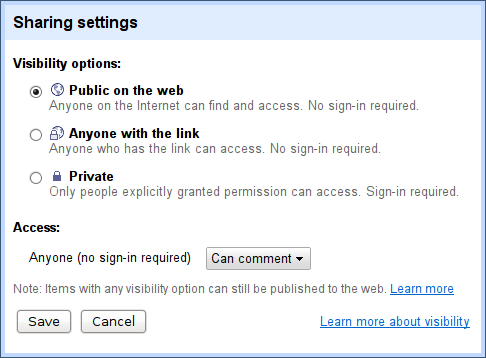 Sharing settings
Visibility options:
Public on the web
Anyone on the Internet can find and access. No sign-in required.
Anyone with the link
Anyone who has the link can access. No sign-in required.
Private
Only people explicitly granted permission can access. Sign-in required.
Access:
Anyone (no sign-in required) Can comment
Note: Items with any visibility option can still be published to the web. Learn more
Save Cancel Learn more about visibility